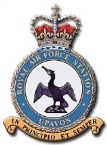 ROYAL AIR FORCE STATION
UPAVON
IN PRINCIPIO ET SEMPER